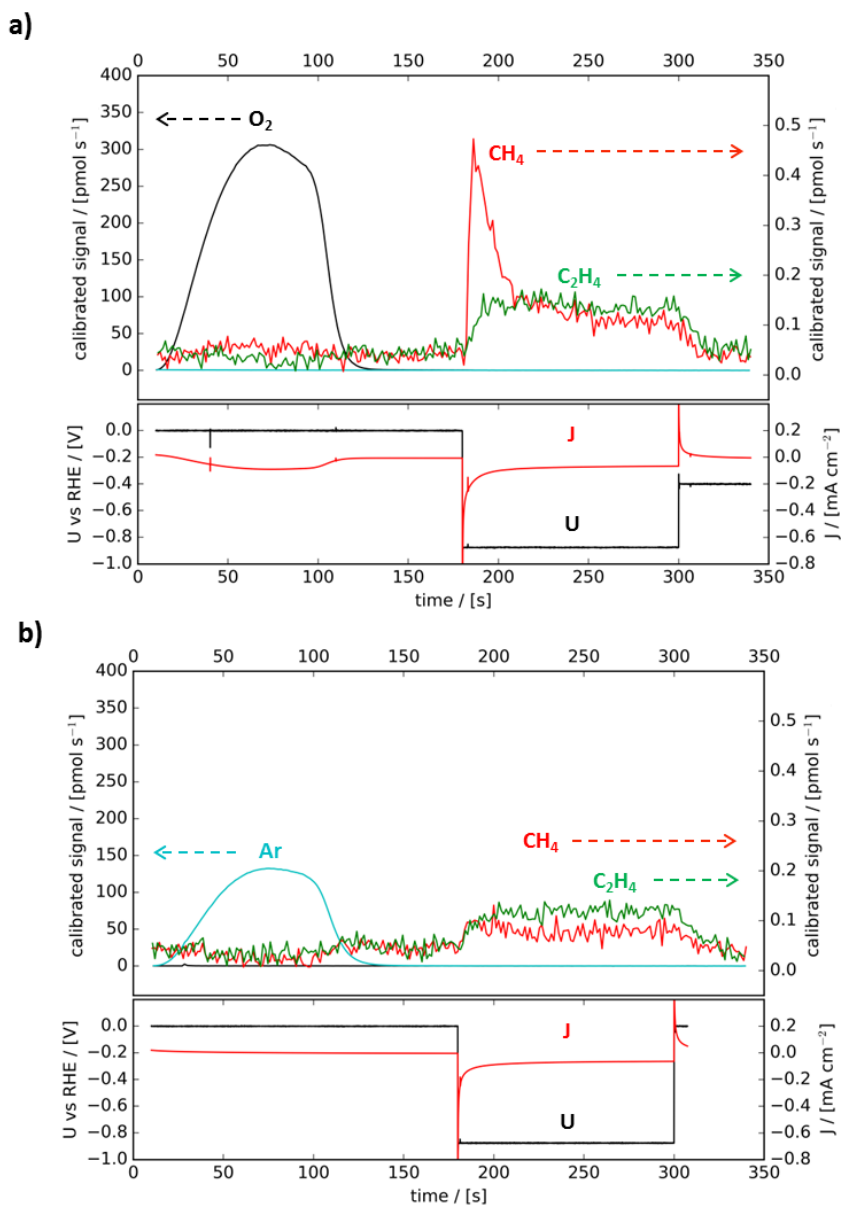 a)
0 50 100 150 200 250 300 350
400
350
300
250
200
150
100
50
0
calibrated signal / [pmol s⁻¹]
O₂
CH₄
C₂H₄
0.5
0.4
0.3
0.2
0.1
0.0
calibrated signal / [pmol s⁻¹]
0.0
−0.2
−0.4
−0.6
−0.8
−1.0
U vs RHE / [V]
J
U
0.2
0.0
−0.2
−0.4
−0.6
−0.8
J / [mA cm⁻²]
0 50 100 150 200 250 300 350
time / [s]
b)
0 50 100 150 200 250 300 350
400
350
300
250
200
150
100
50
0
calibrated signal / [pmol s⁻¹]
Ar
CH₄
C₂H₄
0.5
0.4
0.3
0.2
0.1
0.0
calibrated signal / [pmol s⁻¹]
0.0
−0.2
−0.4
−0.6
−0.8
−1.0
U vs RHE / [V]
J
U
0.2
0.0
−0.2
−0.4
−0.6
−0.8
J / [mA cm⁻²]
0 50 100 150 200 250 300 350
time / [s]